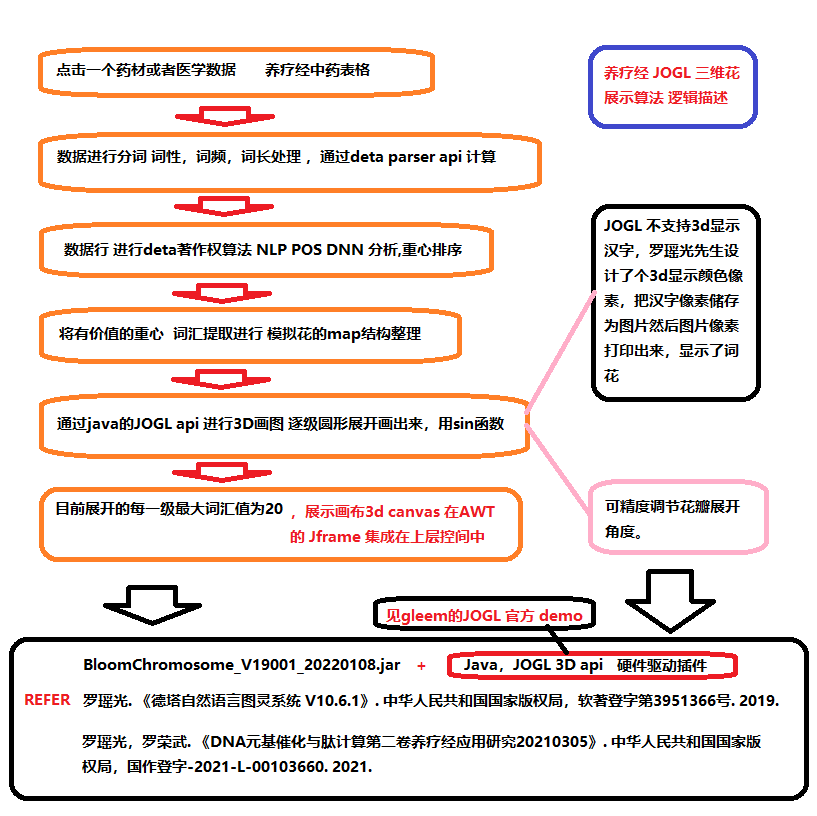 点击一个药材或者医学数据 养疗经中药表格
养疗经 JOGL 三维花
展示算法 逻辑描述
数据进行分词 词性，词频，词长处理 ，通过deta parser api 计算
数据行 进行deta著作权算法 NLP POS DNN 分析,重心排序
JOGL 不支持3d显示
汉字，罗瑶光先生设
计了个3d显示颜色像
素，把汉字像素储存
为图片然后图片像素
打印出来，显示了词
花
将有价值的重心 词汇提取进行 模拟花的map结构整理
通过java的JOGL api 进行3D画图 逐级圆形展开画出来，用sin函数
目前展开的每一级最大词汇值为20 ，展示画布3d canvas 在AWT
的 Jframe 集成在上层控间中
可精度调节花瓣展开
角度。
见gleem的JOGL 官方 demo
BloomChromosome_V19001_20220108.jar + Java，JOGL 3D api 硬件驱动插件
REFER 罗瑶光. 《德塔自然语言图灵系统 V10.6.1》. 中华人民共和国国家版权局，软著登字第3951366号. 2019.
罗瑶光，罗荣武. 《DNA元基催化与肽计算第二卷养疗经应用研究20210305》. 中华人民共和国国家版
权局，国作登字-2021-L-00103660. 2021.